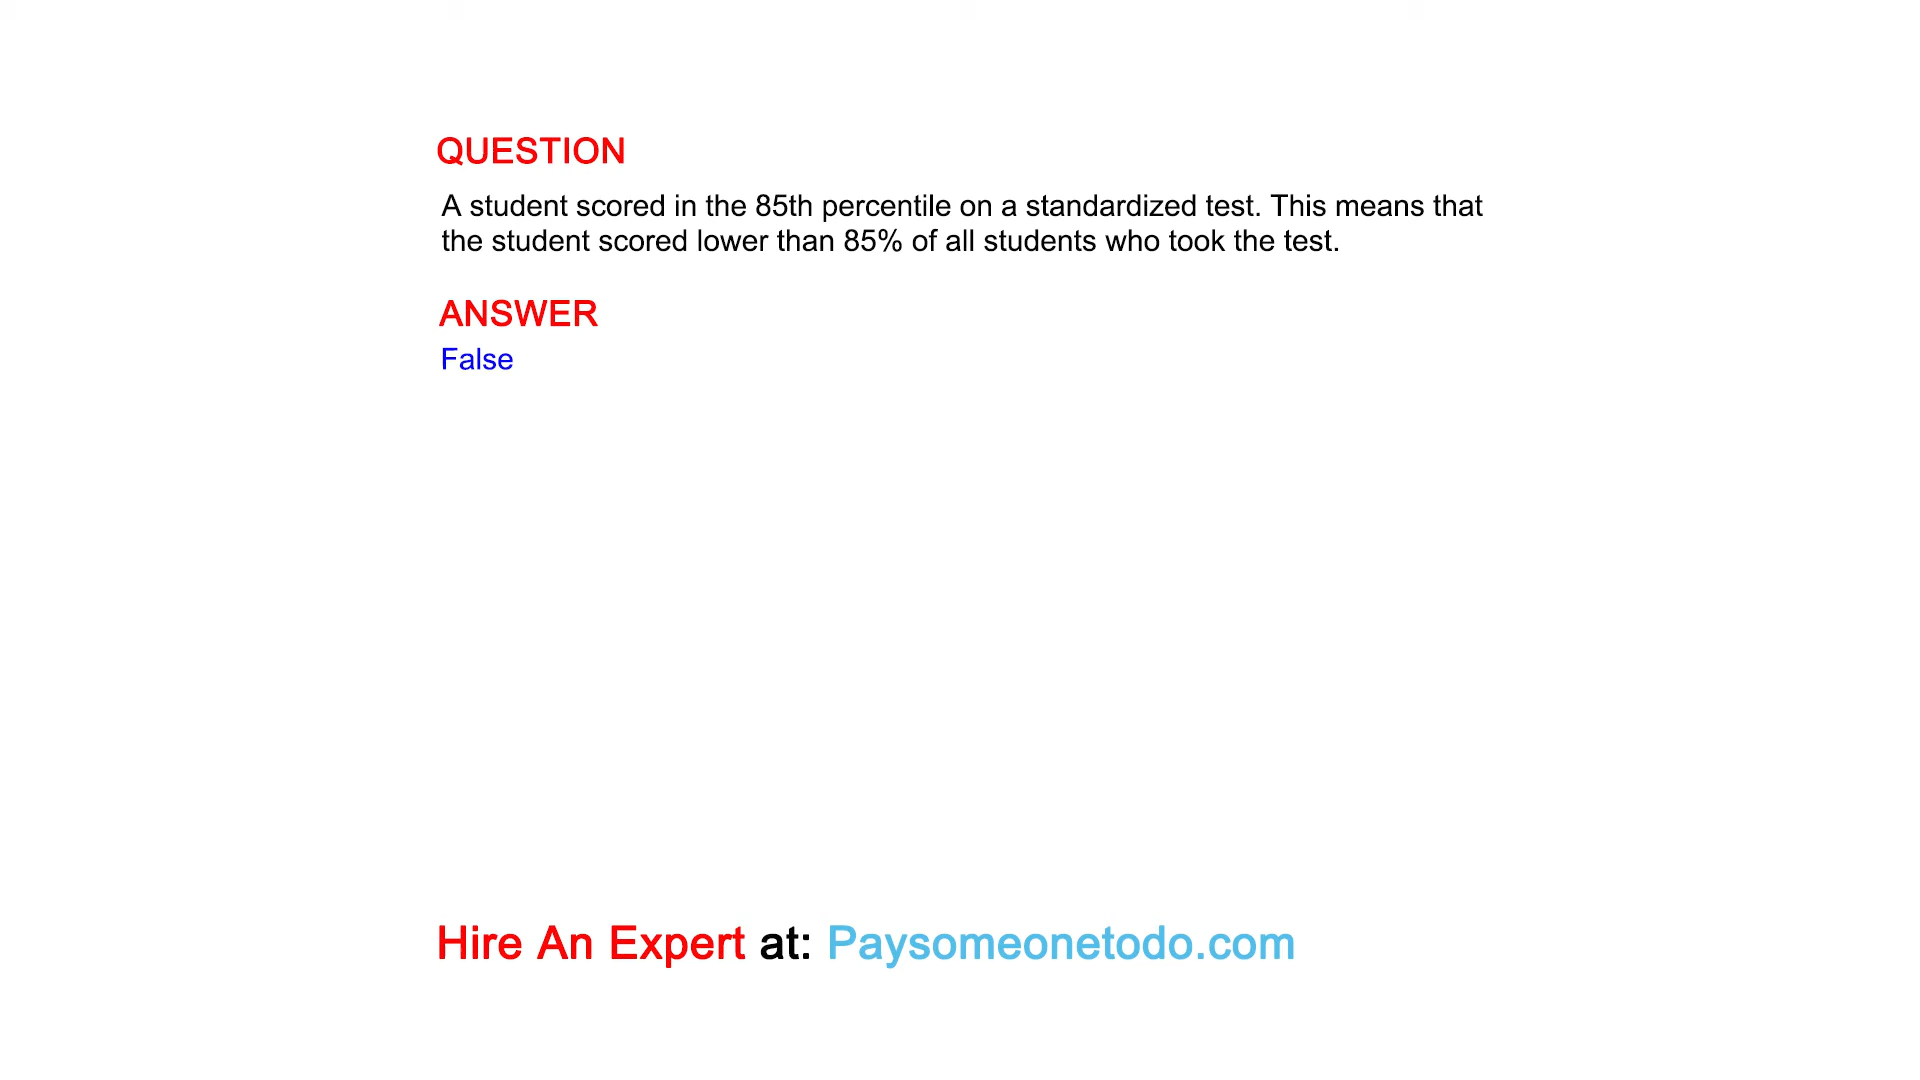 QUESTION
A student scored in the 85th percentile on a standardized test. This means that
the student scored lower than 85% of all students who took the test.
ANSWER
False
Hire An Expert at: Paysomeonetodo.com